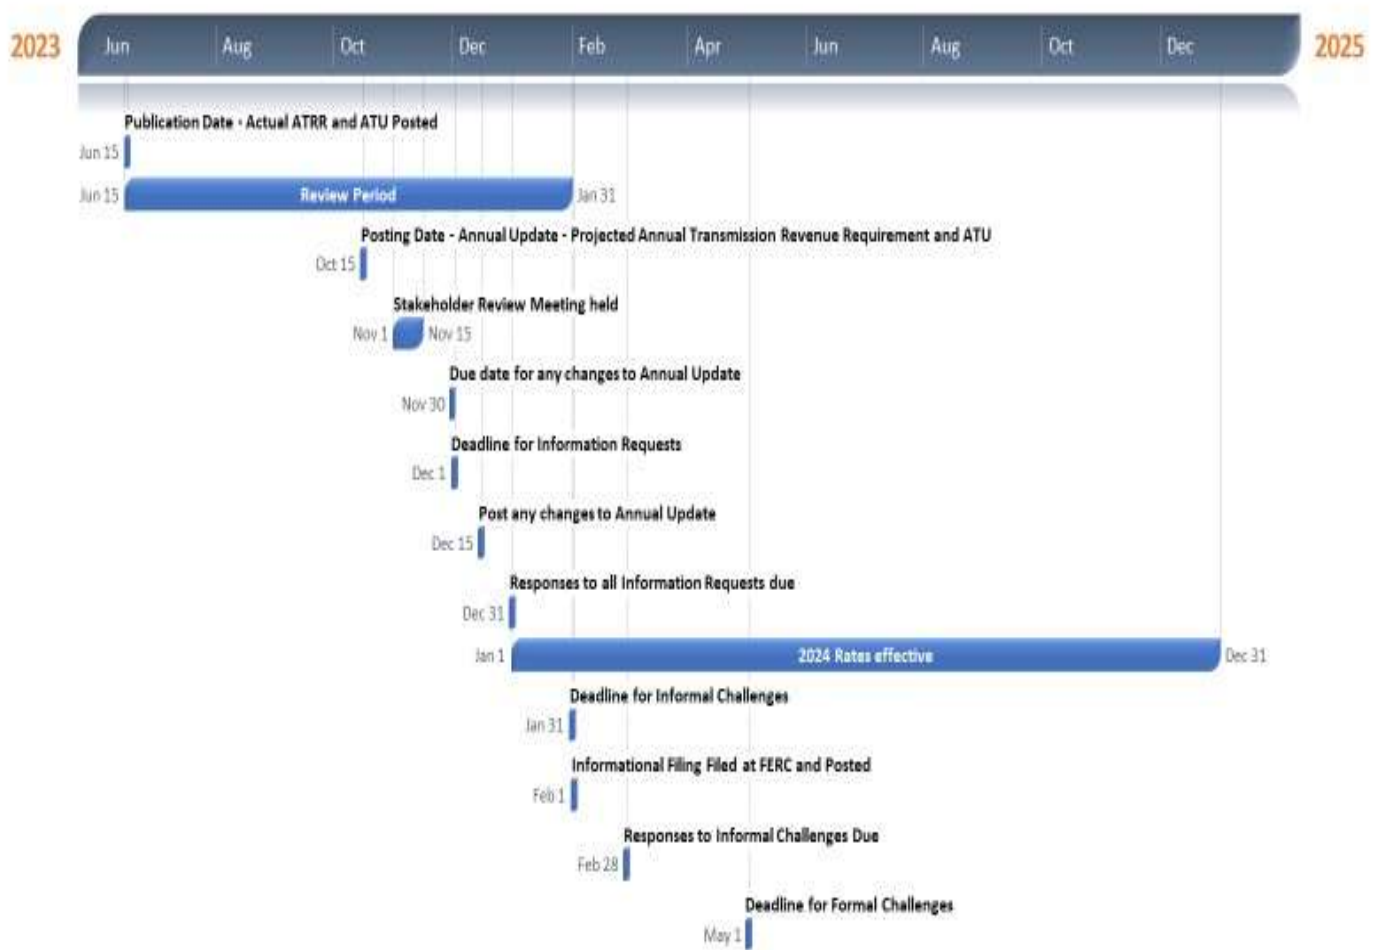 2023 Jun Aug Oct Dec Feb Apr Jun Aug Oct Dec 2025
Publication Date - Actual ATRR and ATU Posted
Jun 15
Jun 15 Review Period Jan 31
Posting Date - Annual Update - Projected Annual Transmission Revenue Requirement and ATU
Oct 15
Stakeholder Review Meeting held
Nov 1 Nov 15
Due date for any changes to Annual Update
Nov 30
Deadline for Information Requests
Dec 1
Post any changes to Annual Update
Dec 15
Responses to all Information Requests due
Dec 31
Jan 1 2024 Rates effective Dec 31
Deadline for Informal Challenges
Jan 31
Informational Filing Filed at FERC and Posted
Feb 1
Responses to Informal Challenges Due
Feb 28
Deadline for Formal Challenges
May 1